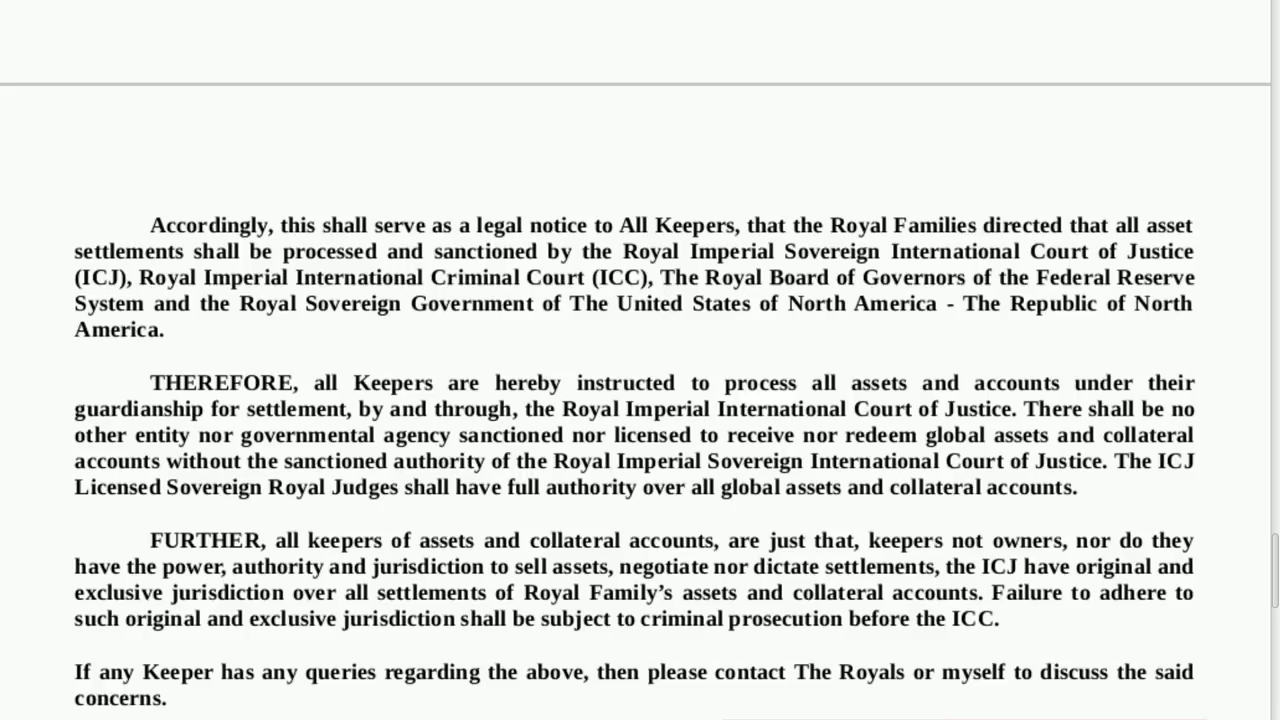 Accordingly, this shall serve as a legal notice to All Keepers, that the Royal Families directed that all asset
settlements shall be processed and sanctioned by the Royal Imperial Sovereign International Court of Justice
(ICJ), Royal Imperial International Criminal Court (ICC), The Royal Board of Governors of the Federal Reserve
System and the Royal Sovereign Government of The United States of North America - The Republic of North
America.
THEREFORE, all Keepers are hereby instructed to process all assets and accounts under their
guardianship for settlement, by and through, the Royal Imperial International Court of Justice. There shall be no
other entity nor governmental agency sanctioned nor licensed to receive nor redeem global assets and collateral
accounts without the sanctioned authority of the Royal Imperial Sovereign International Court of Justice. The ICJ
Licensed Sovereign Royal Judges shall have full authority over all global assets and collateral accounts.
FURTHER, all keepers of assets and collateral accounts, are just that, keepers not owners, nor do they
have the power, authority and jurisdiction to sell assets, negotiate nor dictate settlements, the ICJ have original and
exclusive jurisdiction over all settlements of Royal Family’s assets and collateral accounts. Failure to adhere to
such original and exclusive jurisdiction shall be subject to criminal prosecution before the ICC.
If any Keeper has any queries regarding the above, then please contact The Royals or myself to discuss the said
concerns.